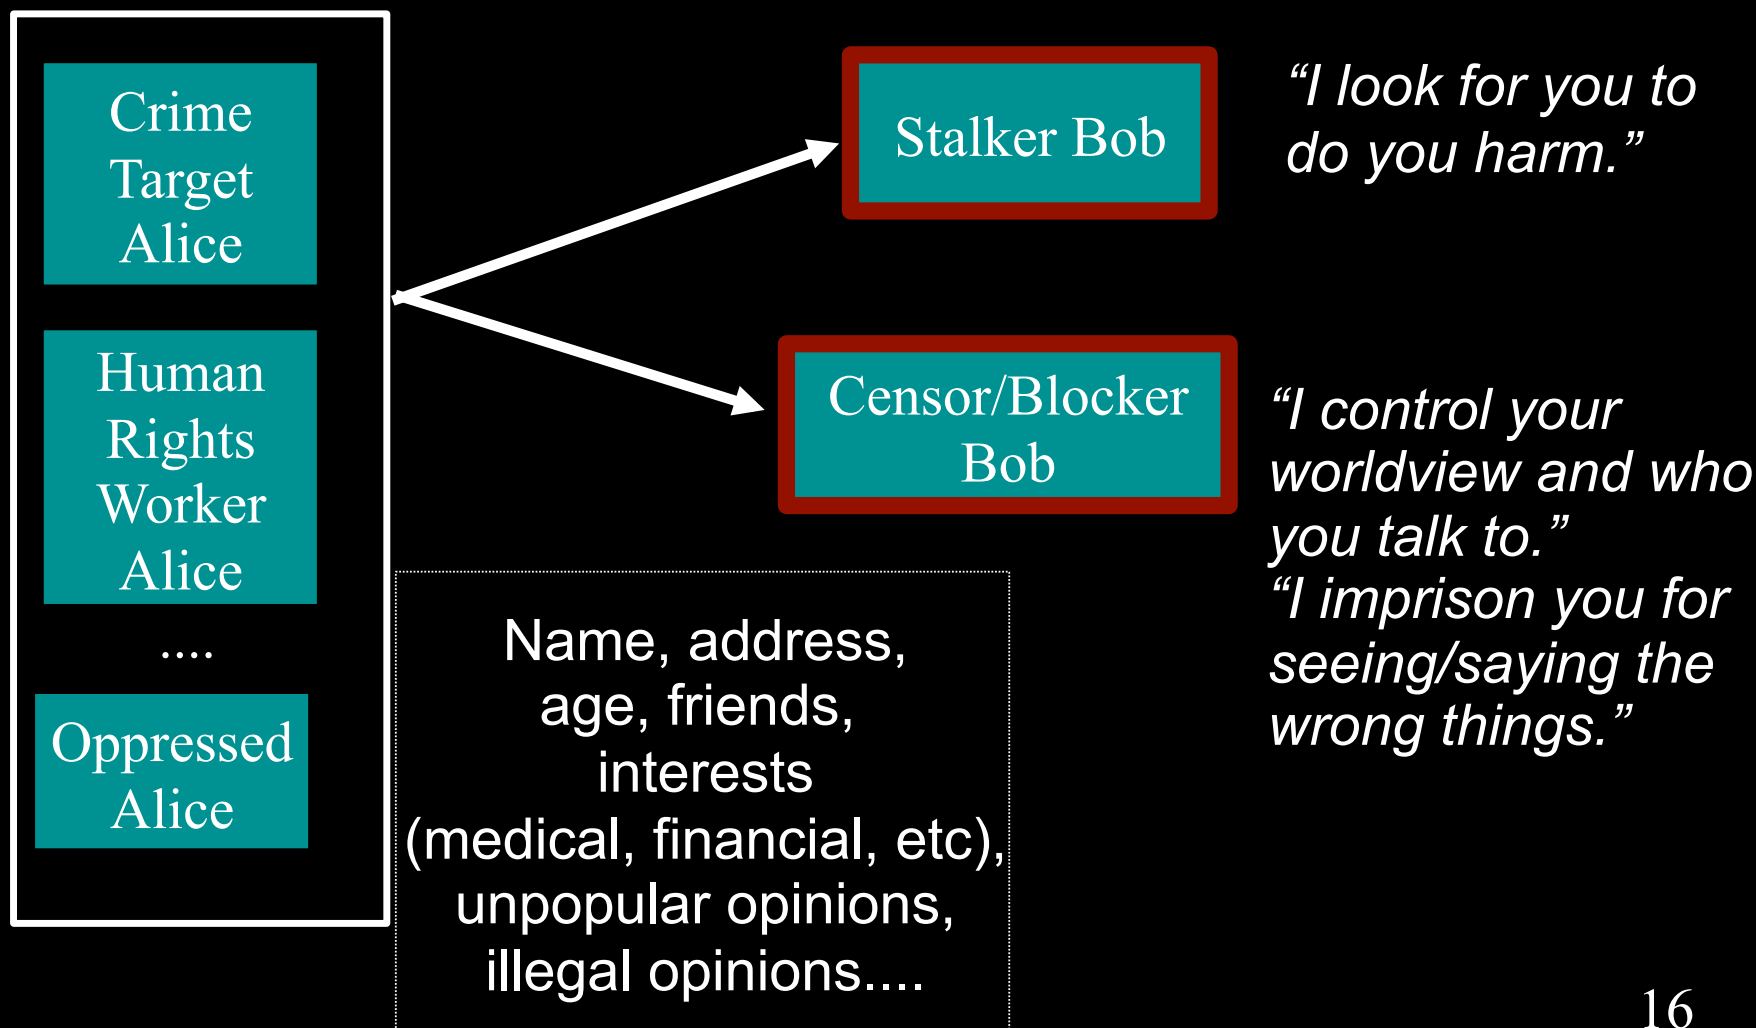 Crime
Target
Alice
Human
Rights
Worker
Alice
....
Oppressed
Alice
Stalker Bob
“I look for you to
do you harm.”
Censor/Blocker
Bob
“I control your
worldview and who
you talk to.”
“I imprison you for
seeing/saying the
wrong things.”
Name, address,
age, friends,
interests
(medical, financial, etc),
unpopular opinions,
illegal opinions....
16